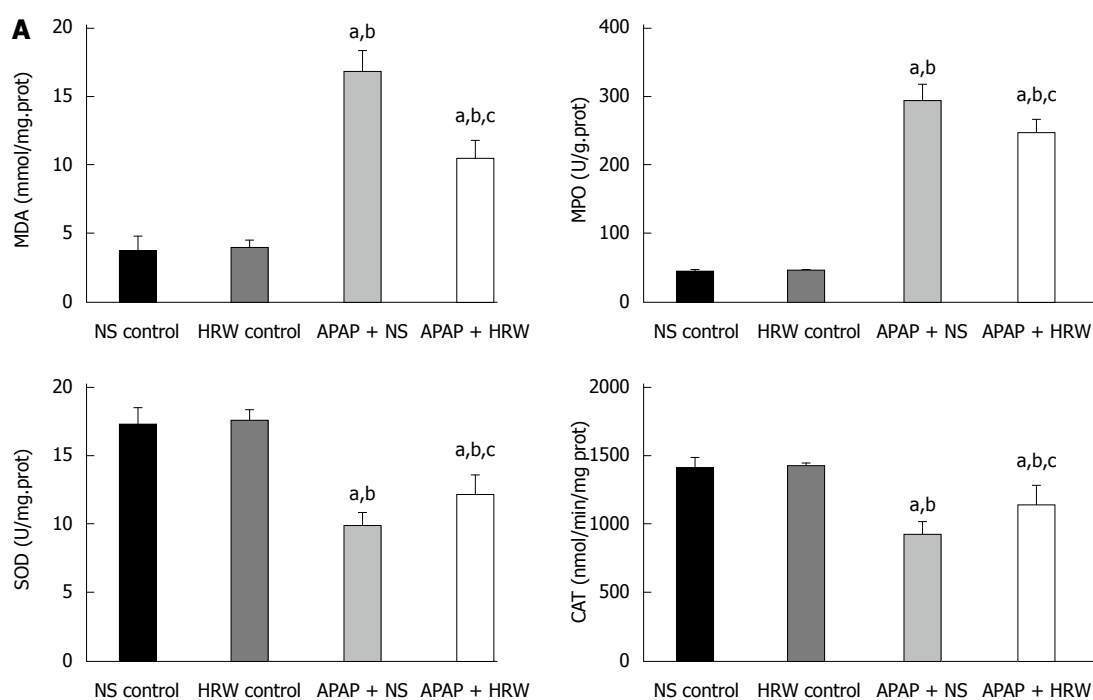 A
MDA (mmol/mg.prot)
20
15
10
5
0
a,b
a,b,c
NS control HRW control APAP + NS APAP + HRW
MPO (U/g.prot)
400
300
200
100
0
a,b
a,b,c
NS control HRW control APAP + NS APAP + HRW
SOD (U/mg.prot)
20
15
10
5
0
a,b
a,b,c
NS control HRW control APAP + NS APAP + HRW
CAT (nmol/min/mg prot)
2000
1500
1000
500
0
a,b
a,b,c
NS control HRW control APAP + NS APAP + HRW